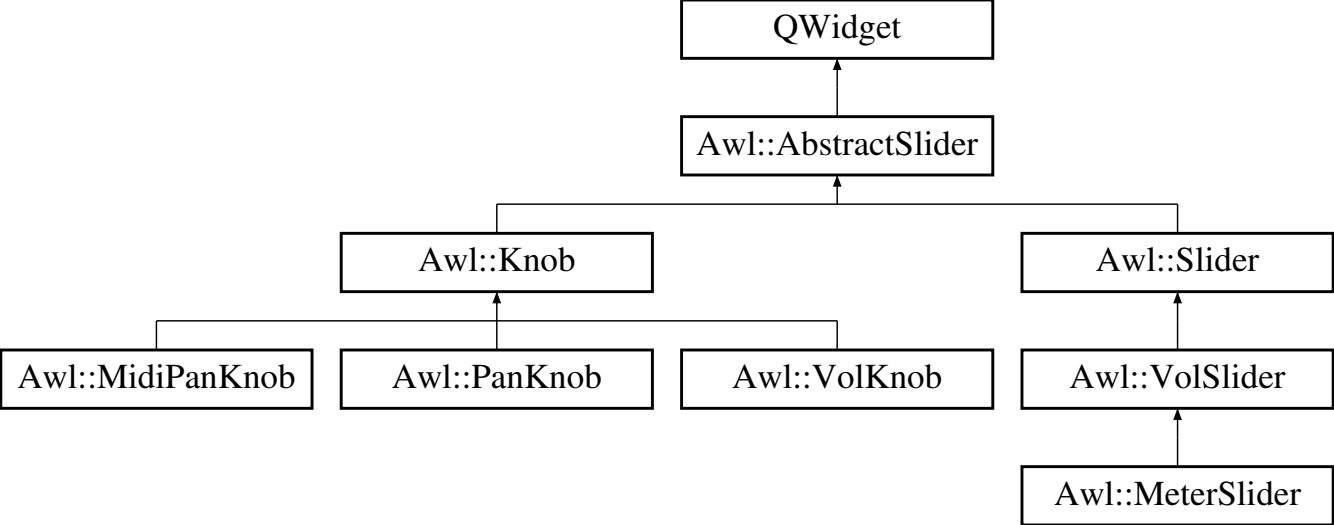 QWidget
Awl::AbstractSlider
Awl::Knob
Awl::Slider
Awl::MidiPanKnob
Awl::PanKnob
Awl::VolKnob
Awl::VolSlider
Awl::MeterSlider